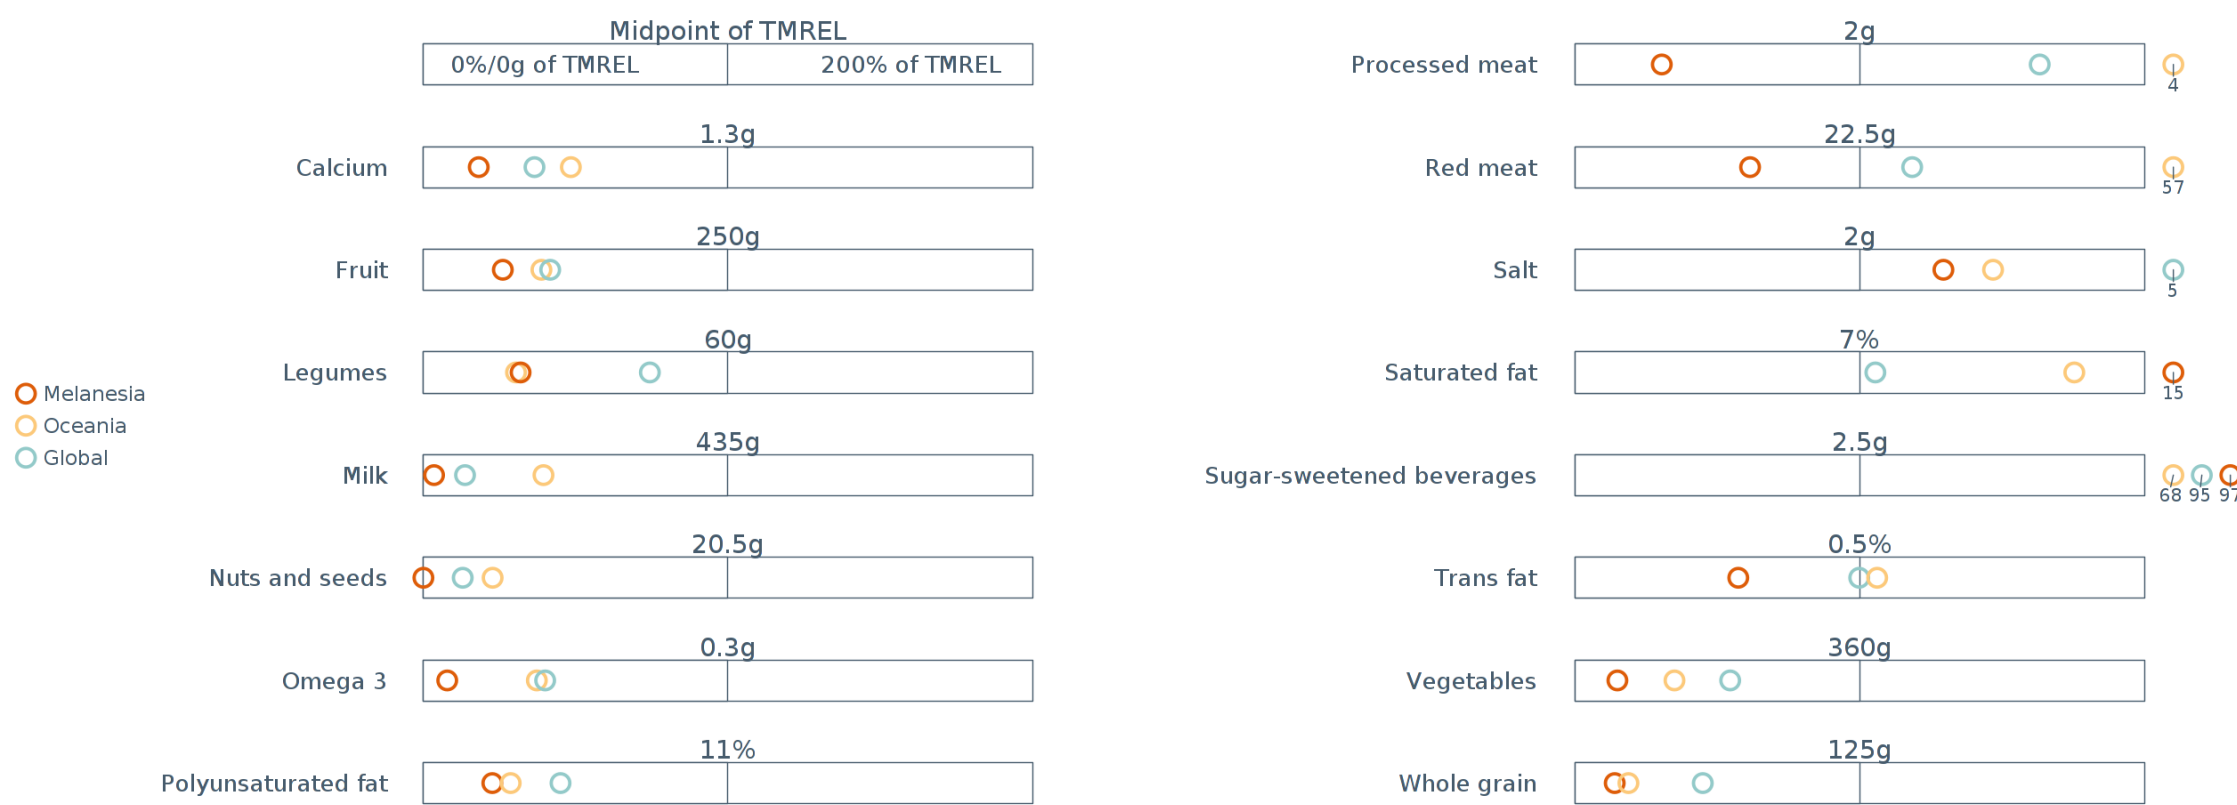 Midpoint of TMREL
0%/0g of TMREL 200% of TMREL
Calcium 1.3g
Fruit 250g
Legumes 60g
Milk 435g
Nuts and seeds 20.5g
Omega 3 0.3g
Polyunsaturated fat 11%
Melanesia
Oceania
Global
Processed meat 2g
4
Red meat 22.5g
57
Salt 2g
5
Saturated fat 7%
15
Sugar-sweetened beverages 2.5g
68 95 97
Trans fat 0.5%
Vegetables 360g
Whole grain 125g